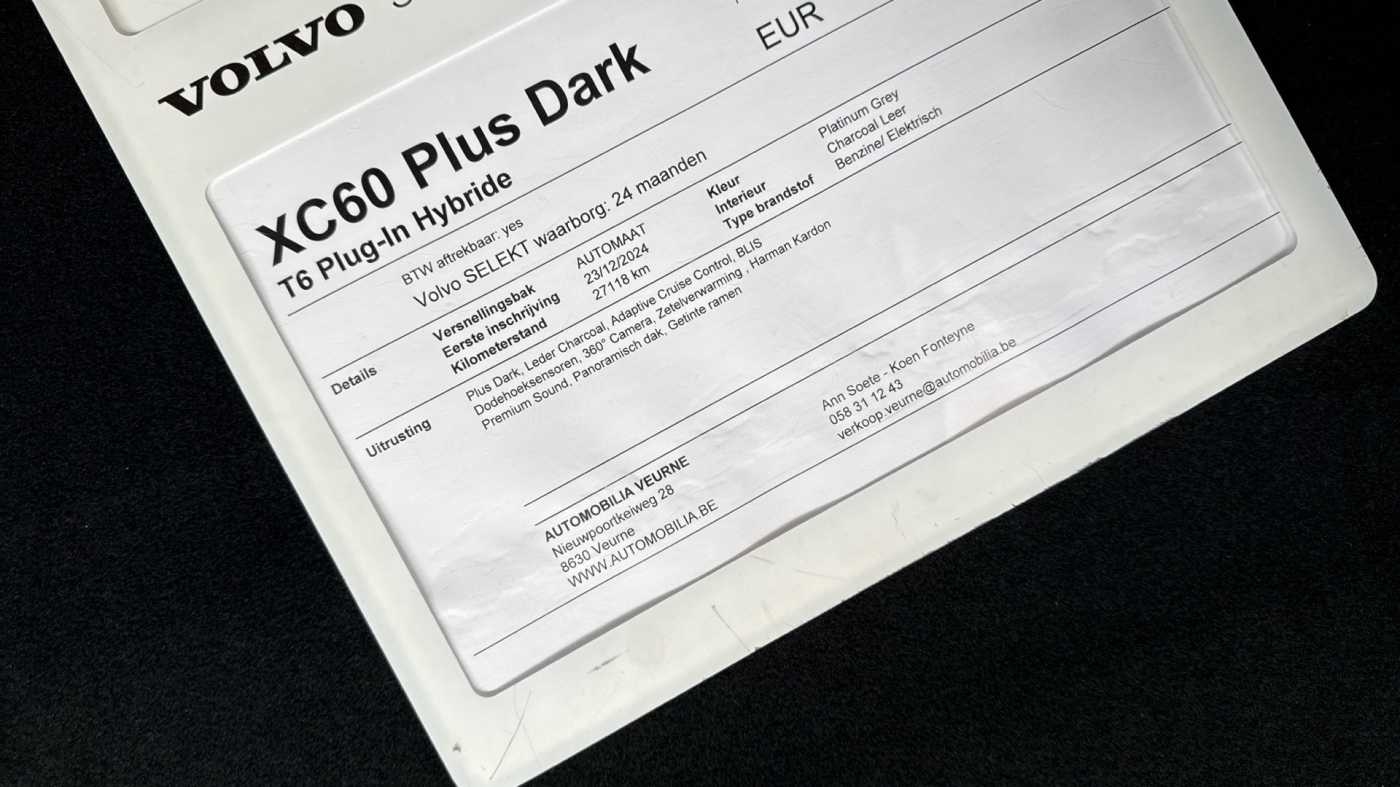 VOLVO
XC60 Plus Dark
EUR
T6 Plug-In Hybride
BTW aftrekbaar: yes
Volvo SELEKT waarborg: 24 maanden
Details
Versnellingsbak AUTOMAAT
Eerste inschrijving 23/12/2024
Kilometerstand 27118 km
Kleur Platinum Grey
Interieur Charcoal Leer
Type brandstof Benzine/ Elektrisch
Uitrusting
Plus Dark, Leder Charcoal, Adaptive Cruise Control, BLIS
Dodehoeksensoren, 360° Camera, Zetelverwarming , Harman Kardon
Premium Sound, Panoramisch dak, Getinte ramen
AUTOMOBILIA VEURNE
Nieuwpoortkeiweg 28
8630 Veurne
WWW.AUTOMOBILIA.BE
Ann Soete - Koen Fonteyne
058 31 12 43
verkoop.veurne@automobilia.be